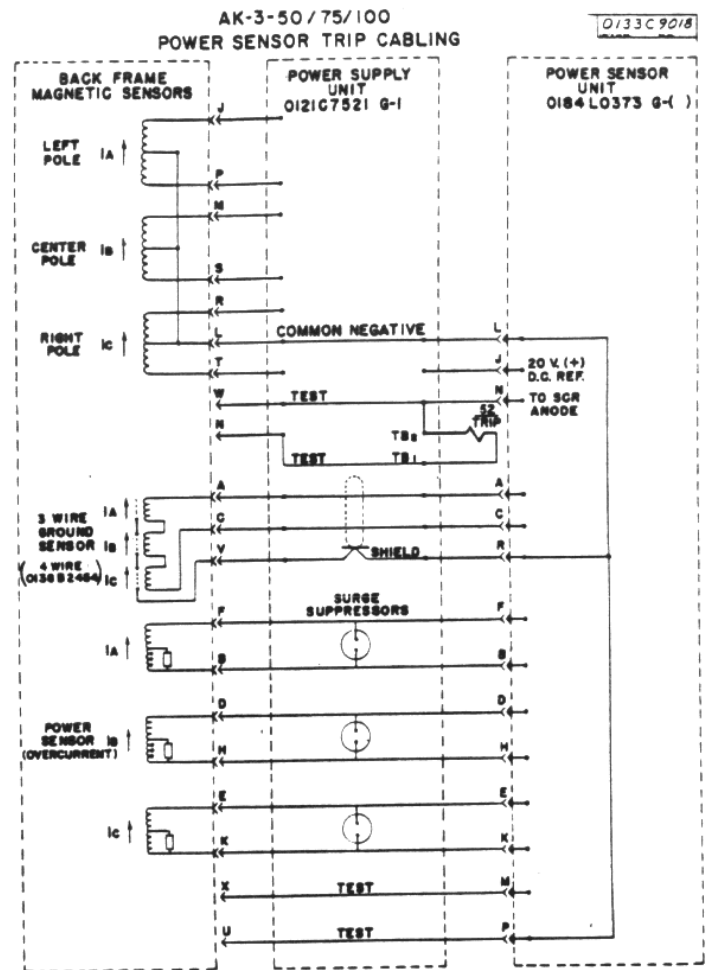 AK-3-50/75/100
POWER SENSOR TRIP CABLING
0133C9018
BACK FRAME
MAGNETIC SENSORS
POWER SUPPLY
UNIT
0121C7521 G-1
POWER SENSOR
UNIT
0184L0373 G-( )
J
LEFT
POLE
IA
P
M
CENTER
POLE
IB
S
R
RIGHT
POLE
IC
L
COMMON NEGATIVE
L
T
J
20 V. (+)
D.C. REF.
W
TEST
N
TO SCR
ANODE
52
TRIP
TB2
N
TEST
TB1
A
A
IA
3 WIRE
GROUND
SENSOR
IB
C
C
V
SHIELD
R
(4 WIRE
0138B2454)
IC
SURGE
SUPPRESSORS
F
F
IA
B
B
D
D
POWER
SENSOR
(OVERCURRENT)
IB
H
H
E
E
IC
K
K
X
TEST
M
U
TEST
P